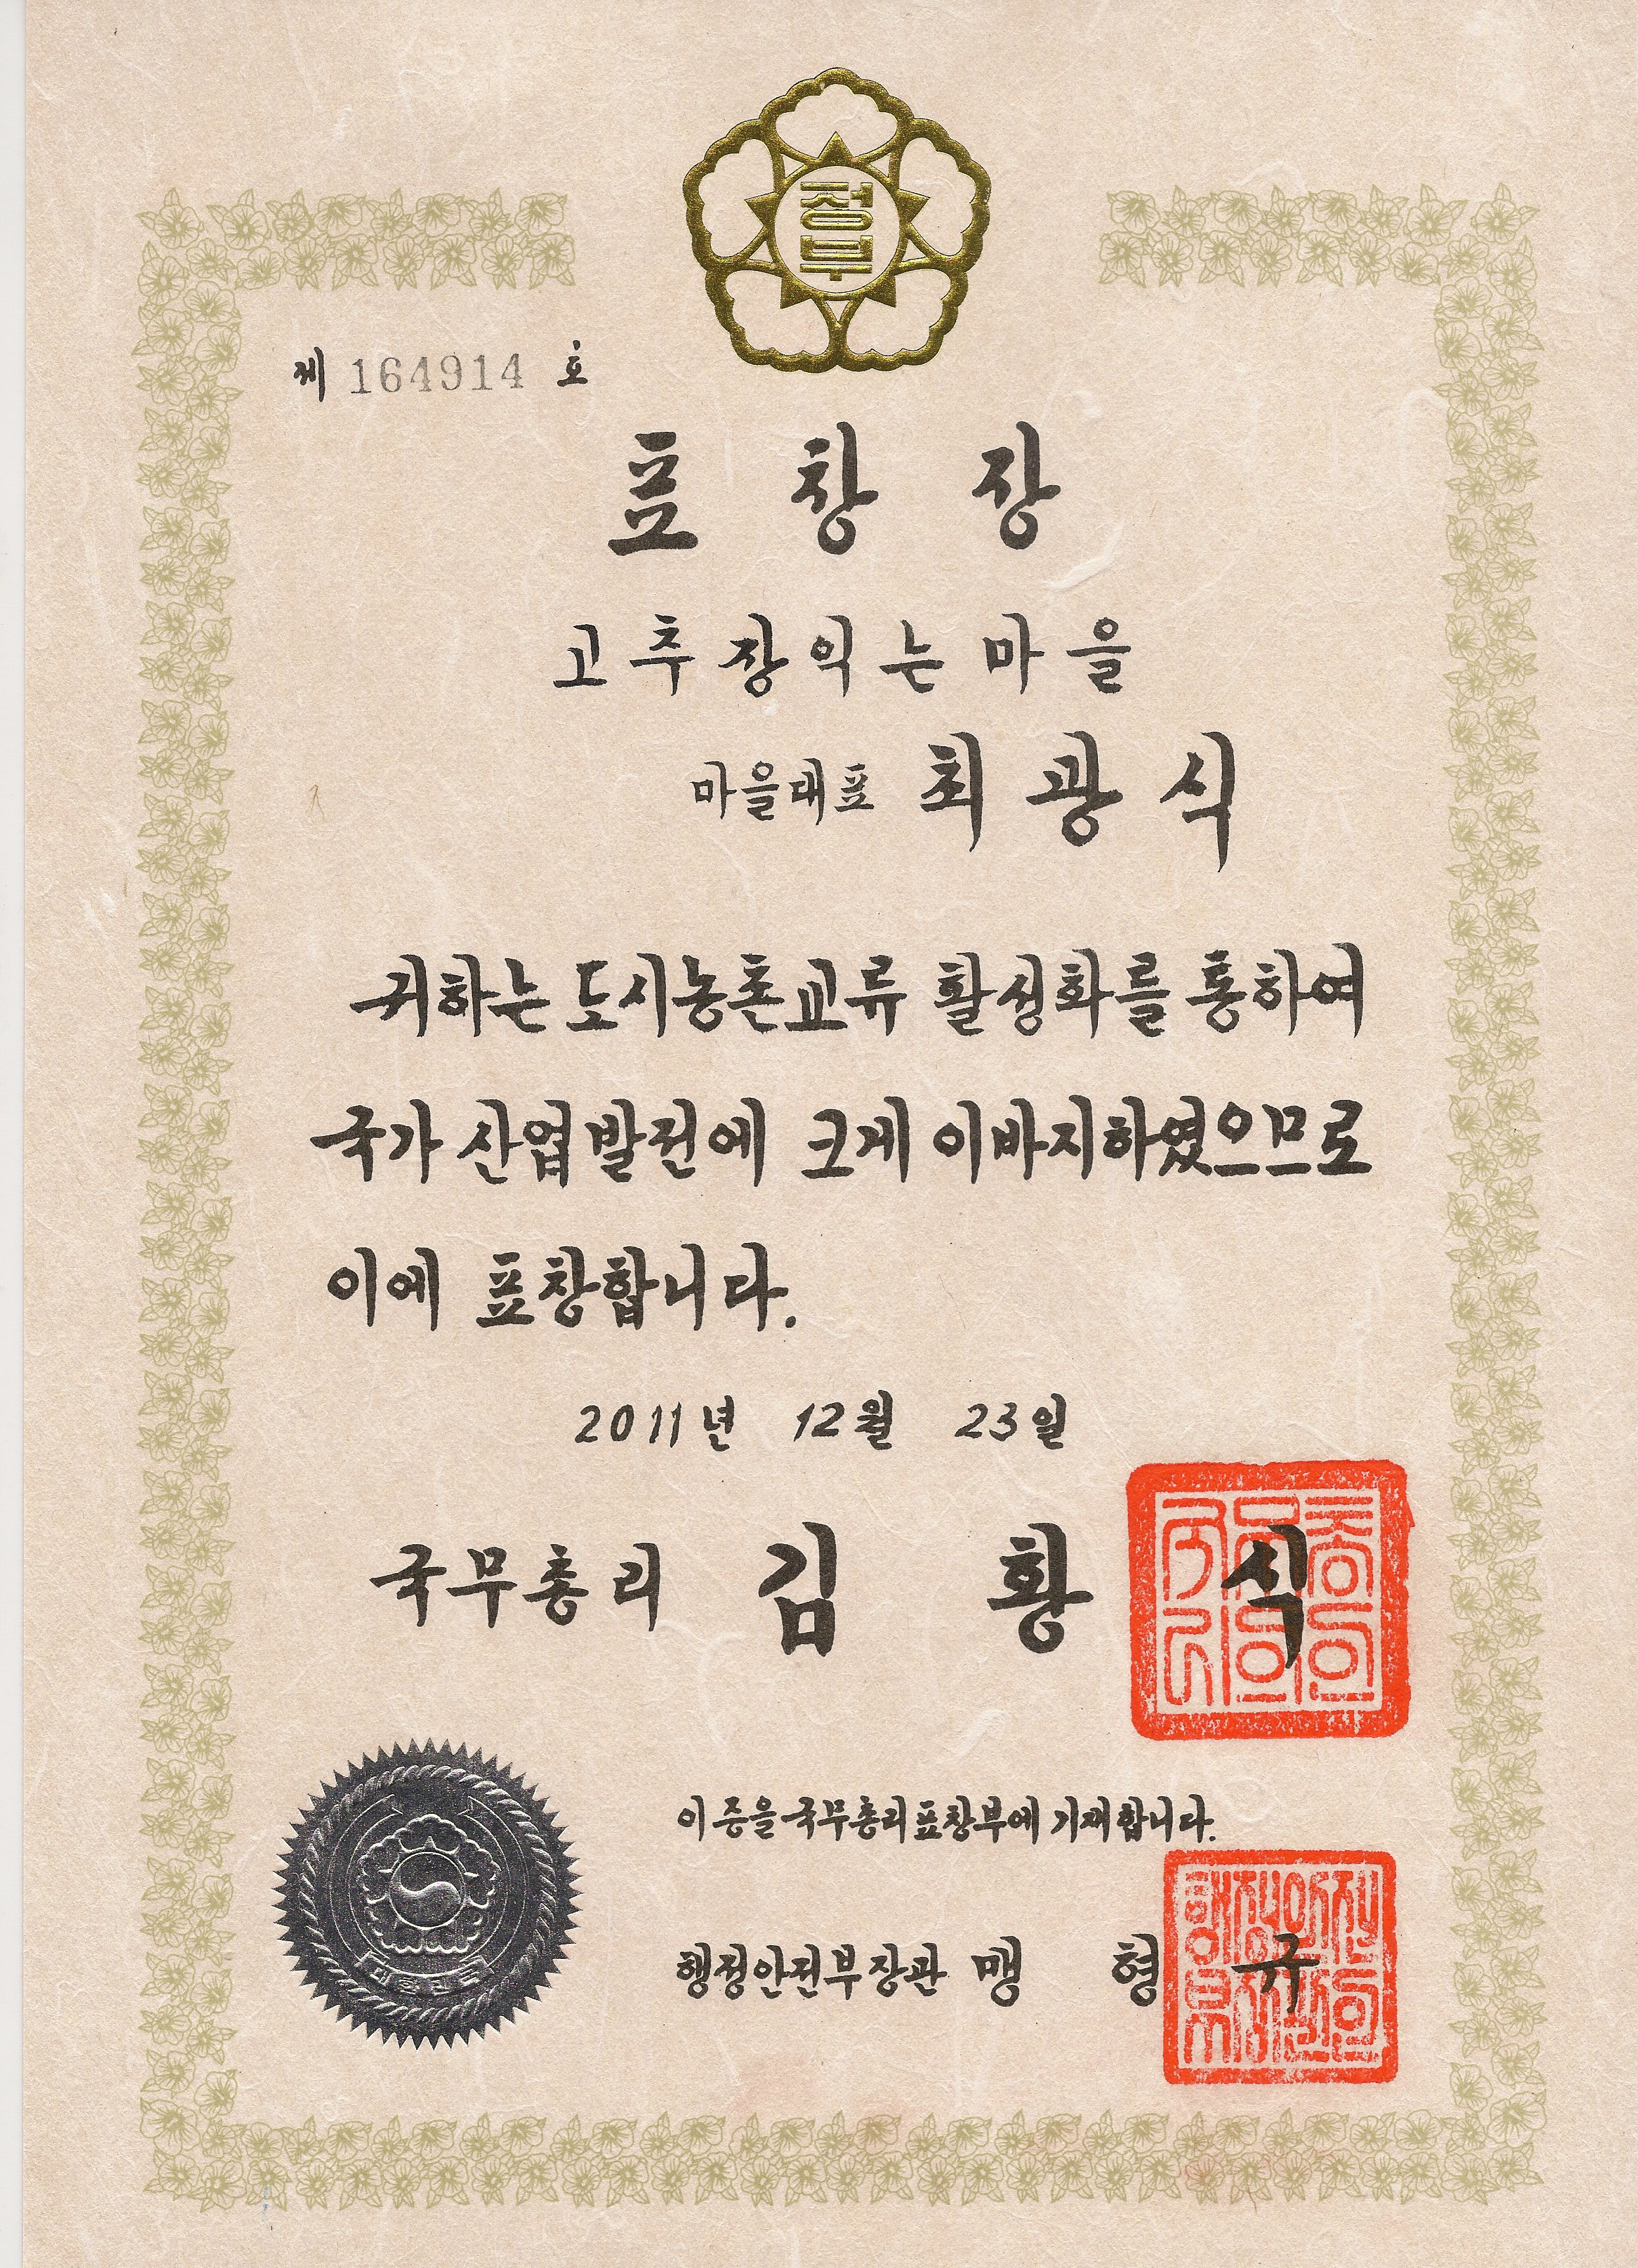 정부
제 164914 호
표창장
고추장익는마을
마을대표 최광식
귀하는 도시농촌교류 활성화를 통하여
국가 산업발전에 크게 이바지하였으므로
이에 표창합니다.
2011년 12월 23일
국무총리 김황식
이 증을 국무총리표창부에 기재합니다.
행정안전부장관 맹형규
대한민국